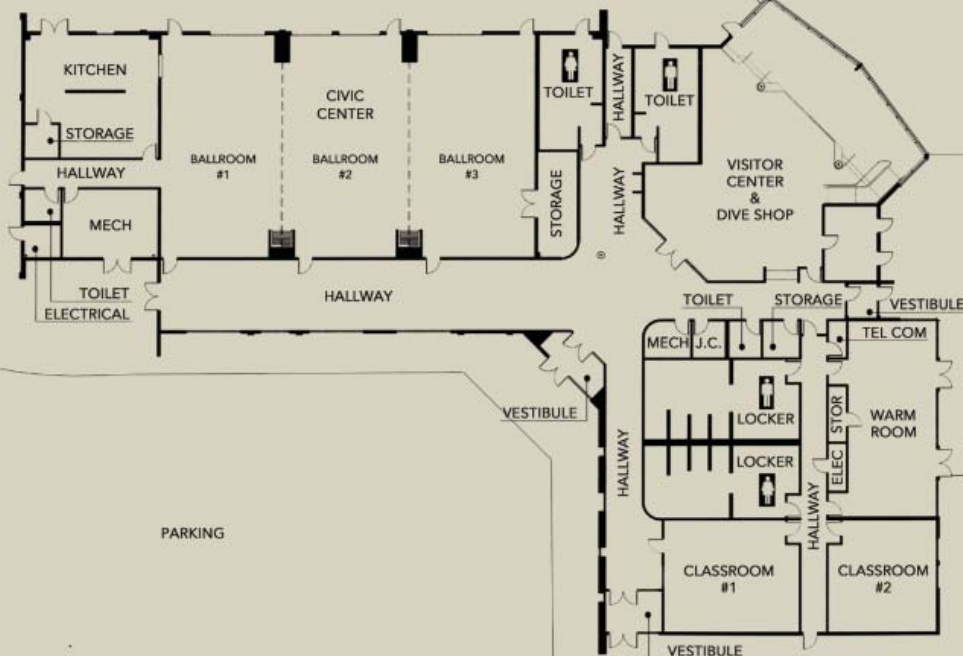 KITCHEN
STORAGE
HALLWAY
MECH
TOILET
ELECTRICAL
CIVIC
CENTER
BALLROOM
#1
BALLROOM
#2
BALLROOM
#3
TOILET
HALLWAY
TOILET
STORAGE
HALLWAY
VISITOR
CENTER
&
DIVE SHOP
HALLWAY
TOILET
STORAGE
VESTIBULE
MECH
J.C.
TEL COM
VESTIBULE
LOCKER
STOR
WARM
ROOM
HALLWAY
LOCKER
ELEC
HALLWAY
PARKING
CLASSROOM
#1
CLASSROOM
#2
VESTIBULE